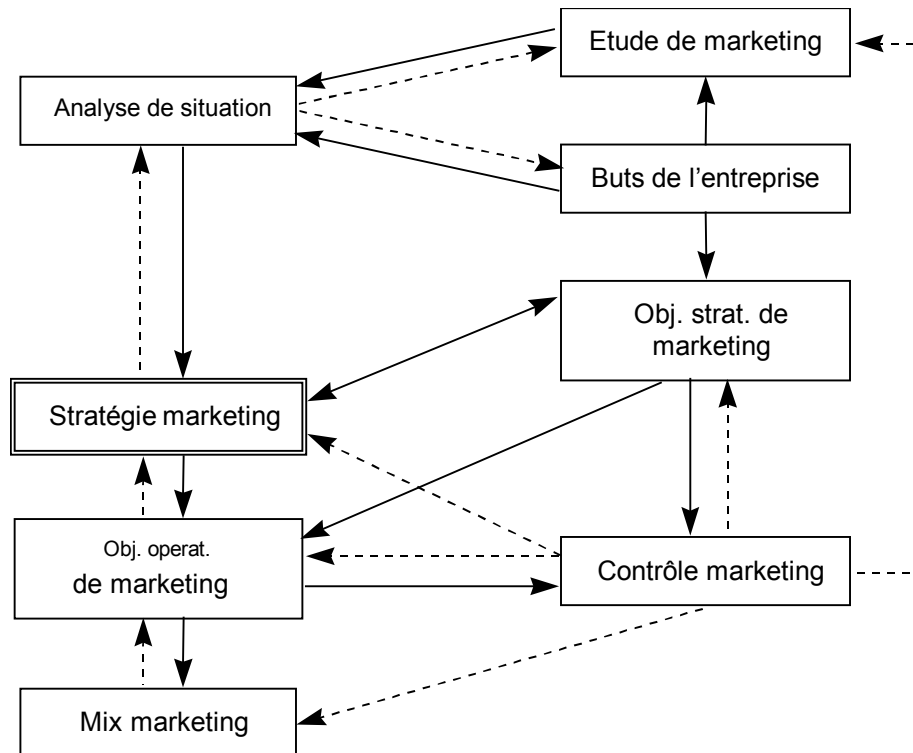 Etude de marketing
Analyse de situation
Buts de l’entreprise
Obj. strat. de
marketing
Stratégie marketing
Obj. operat.
de marketing
Contrôle marketing
Mix marketing